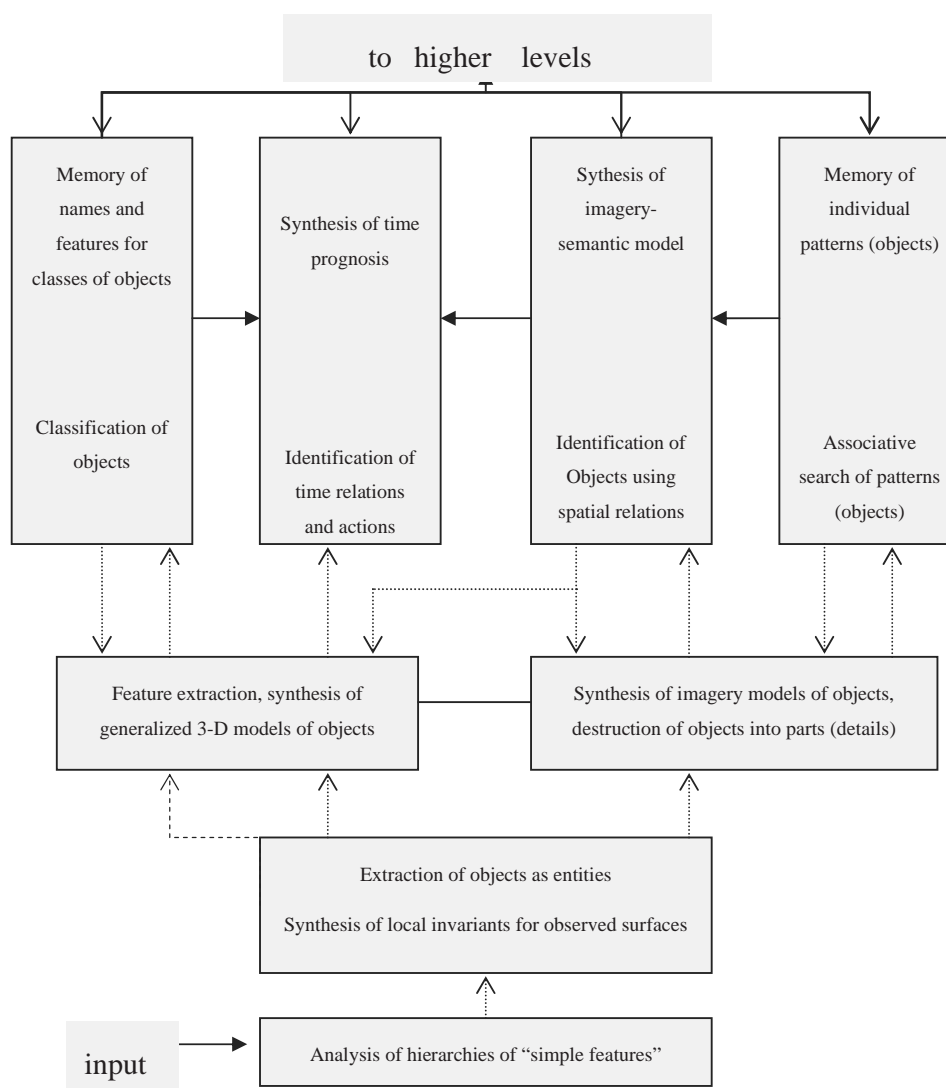 to higher levels
Memory of
names and
features for
classes of objects
Classification of
objects
Synthesis of time
prognosis
Identification of
time relations
and actions
Sythesis of
imagery-
semantic model
Identification of
Objects using
spatial relations
Memory of
individual
patterns (objects)
Associative
search of patterns
(objects)
Feature extraction, synthesis of
generalized 3-D models of objects
Synthesis of imagery models of objects,
destruction of objects into parts (details)
Extraction of objects as entities
Synthesis of local invariants for observed surfaces
input
Analysis of hierarchies of “simple features”